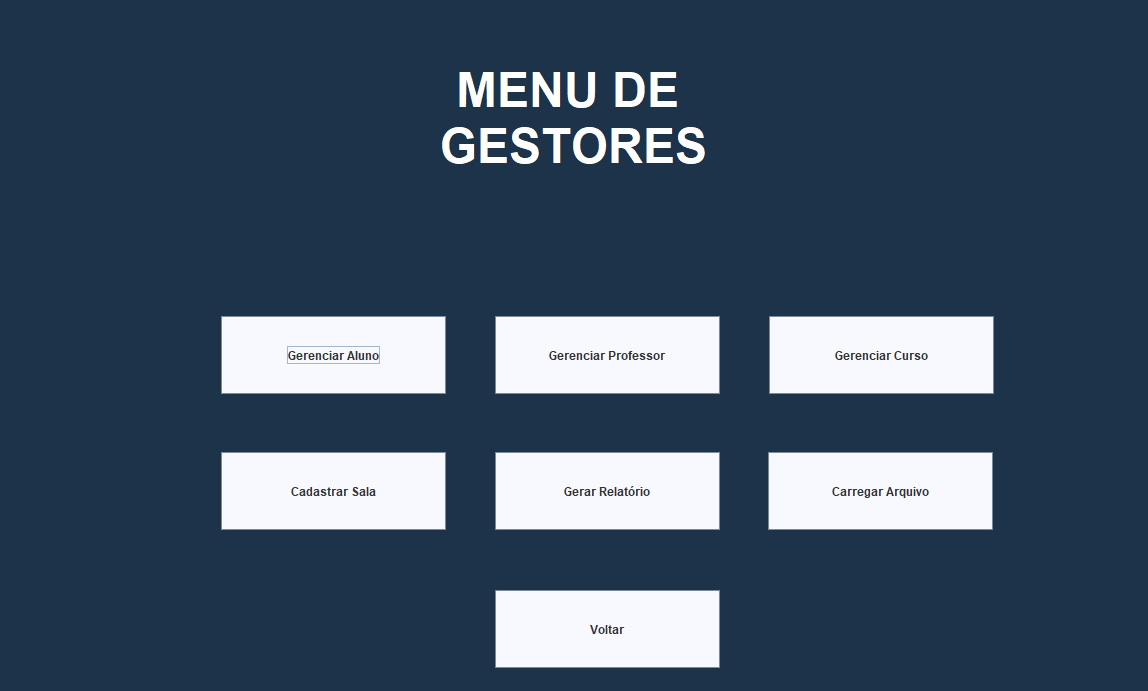 MENU DE
GESTORES
Gerenciar Aluno
Gerenciar Professor
Gerenciar Curso
Cadastrar Sala
Gerar Relatório
Carregar Arquivo
Voltar